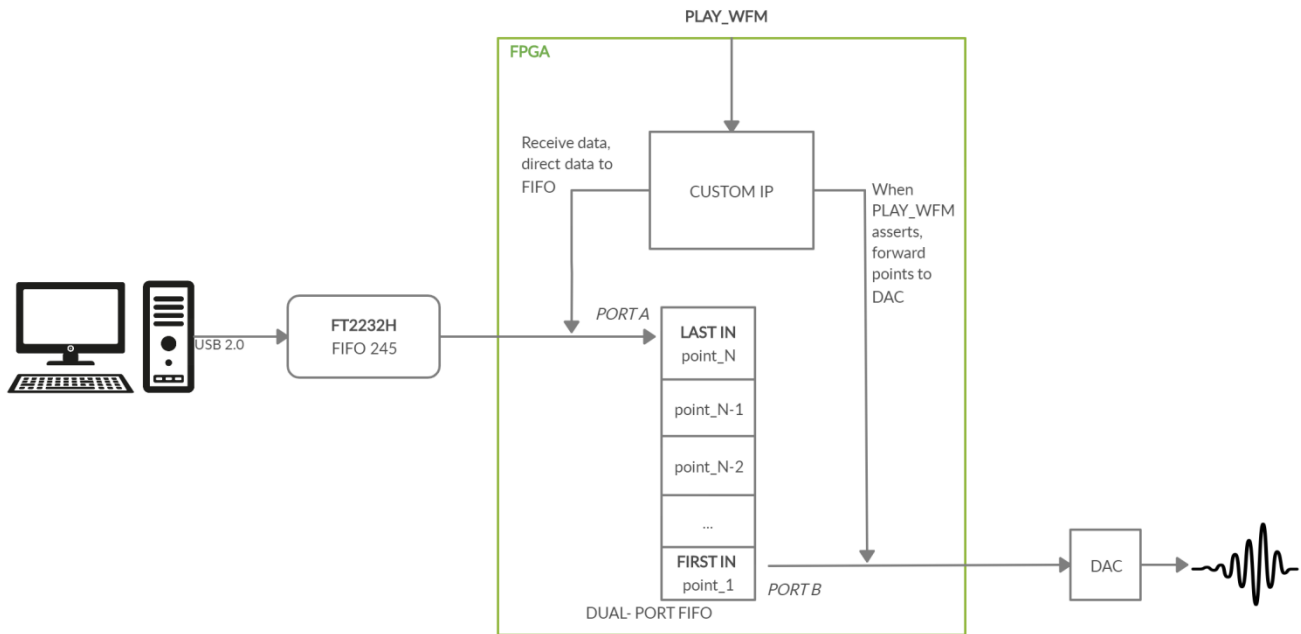 PLAY_WFM
FPGA
Receive data,
direct data to
FIFO
CUSTOM IP
When
PLAY_WFM
asserts,
forward
points to
DAC
USB 2.0
FT2232H
FIFO 245
PORT A
LAST IN
point_N
point_N-1
point_N-2
...
FIRST IN
point_1
PORT B
DUAL- PORT FIFO
DAC